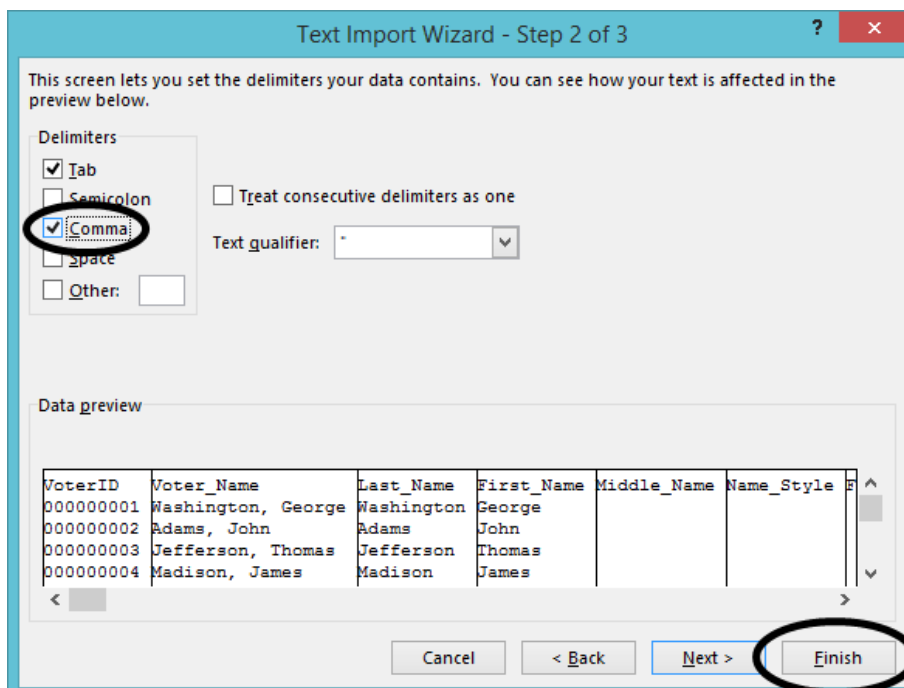 Text Import Wizard - Step 2 of 3
?
×
This screen lets you set the delimiters your data contains.  You can see how your text is affected in the
preview below.
Delimiters
Tab
Semicolon
Treat consecutive delimiters as one
Comma
Text qualifier: "
Space
Other:
Data preview
VoterID Voter_Name Last_Name First_Name Middle_Name Name_Style F
000000001 Washington, George Washington George
000000002 Adams, John Adams John
000000003 Jefferson, Thomas Jefferson Thomas
000000004 Madison, James Madison James
Cancel < Back Next > Finish